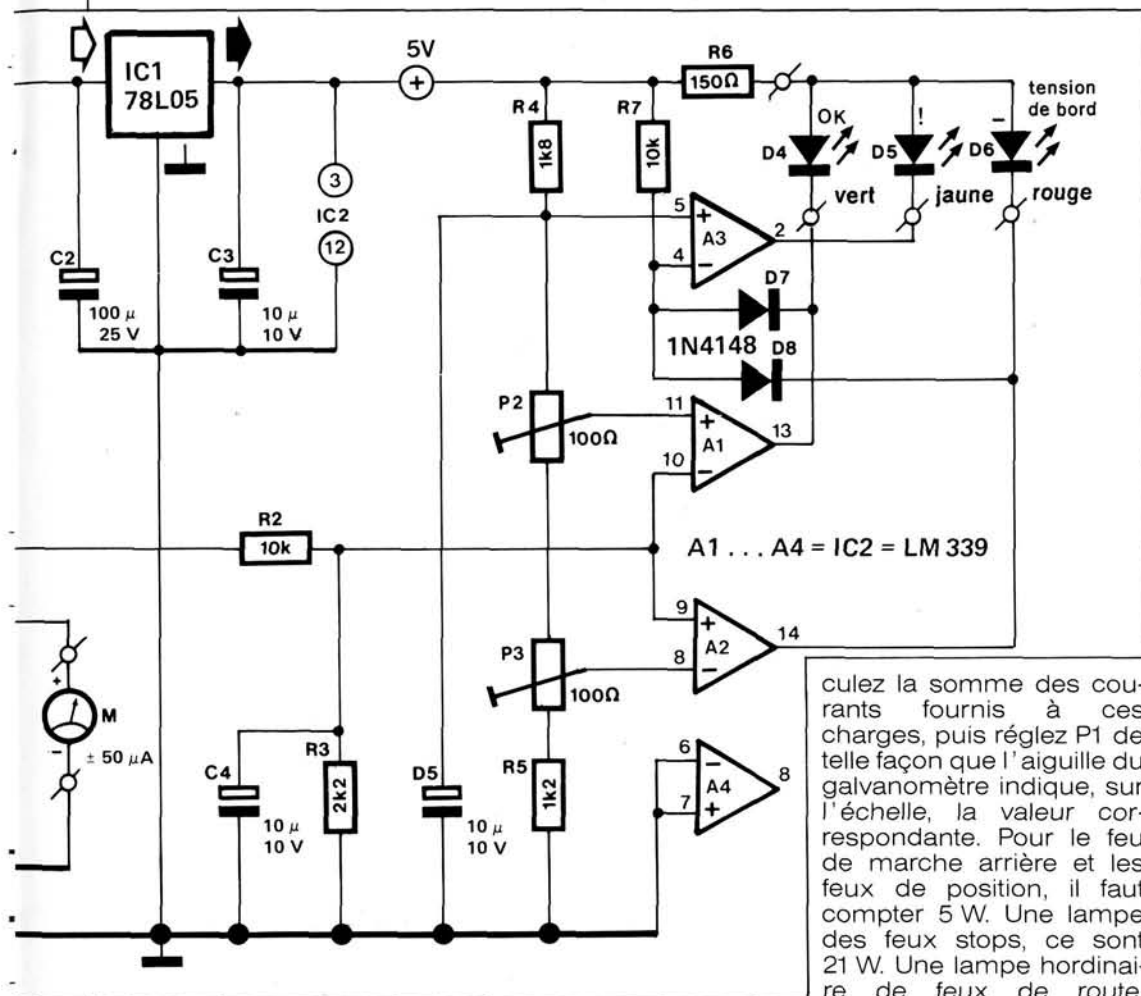 IC1
78L05
5V
R6
150Ω
tension
de bord
OK
!
−
R4
1k8
R7
10k
D4
D5
D6
vert
jaune
rouge
3
IC2
12
5
+
A3
2
4
−
C2
100 µ
25 V
C3
10 µ
10 V
D7
1N4148
D8
P2
100Ω
11
+
A1
13
10
−
R2
10k
A1 . . . A4 = IC2 = LM 339
9
+
A2
14
8
−
P3
100Ω
+
M
−
± 50 µA
C4
10 µ
10 V
R3
2k2
D5
10 µ
10 V
R5
1k2
6
−
A4
8
7
+
culez la somme des cou-
rants fournis à ces
charges, puis réglez P1 de
telle façon que l'aiguille du
galvanomètre indique, sur
l'échelle, la valeur cor-
respondante. Pour le feu
de marche arrière et les
feux de position, il faut
compter 5 W. Une lampe
des feux stops, ce sont
21 W. Une lampe hordinai-
re de feux de route,